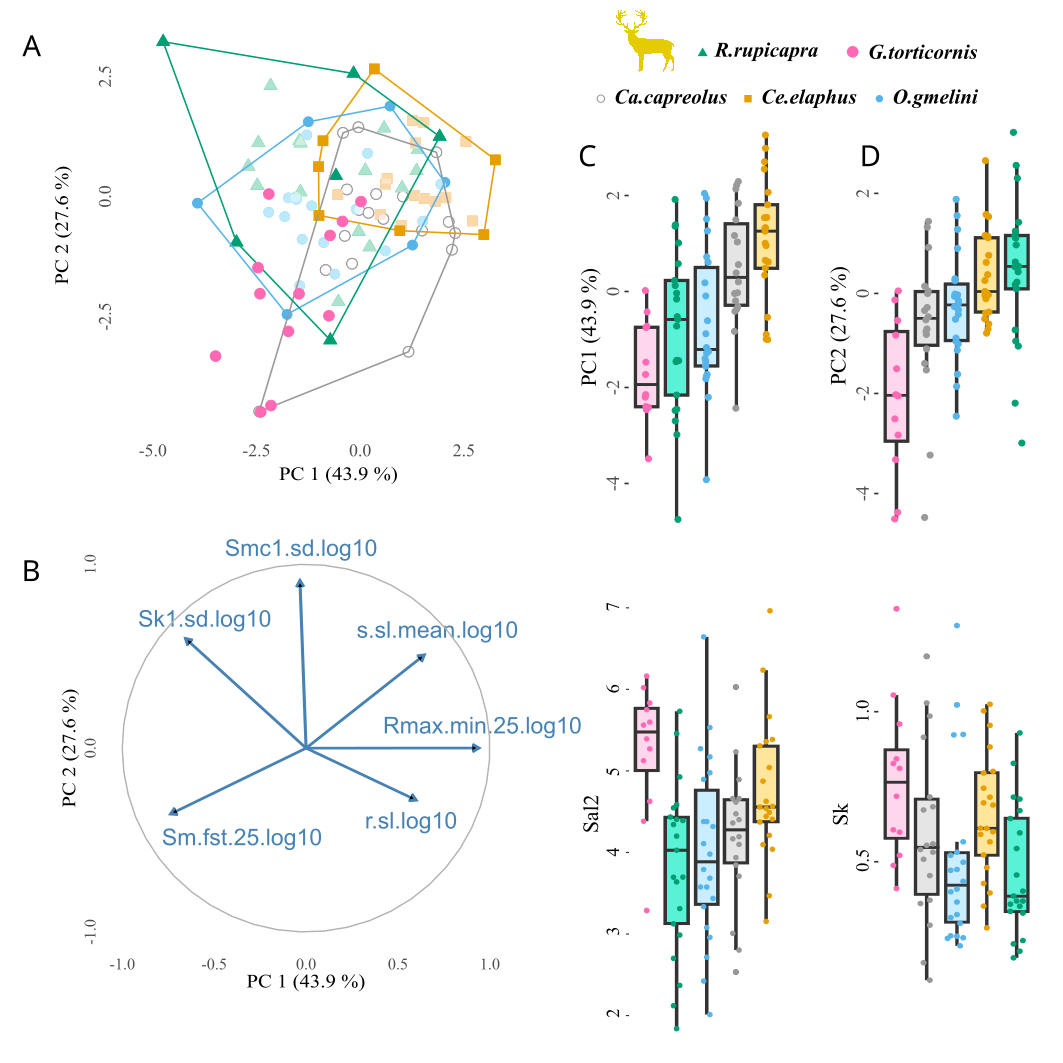 A
R.rupicapra
G.torticornis
Ca.capreolus
Ce.elaphus
O.gmelini
PC 2 (27.6 %)
2.5
0.0
-2.5
-5.0
-2.5
0.0
2.5
PC 1 (43.9 %)
C
PC1 (43.9 %)
2
0
-2
-4
D
PC2 (27.6 %)
2
0
-2
-4
B
PC 2 (27.6 %)
1.0
0.0
-1.0
Smc1.sd.log10
Sk1.sd.log10
s.sl.mean.log10
Rmax.min.25.log10
r.sl.log10
Sm.fst.25.log10
-1.0
-0.5
0.0
0.5
1.0
PC 1 (43.9 %)
Sal2
7
6
5
4
3
2
Sk
1.0
0.5